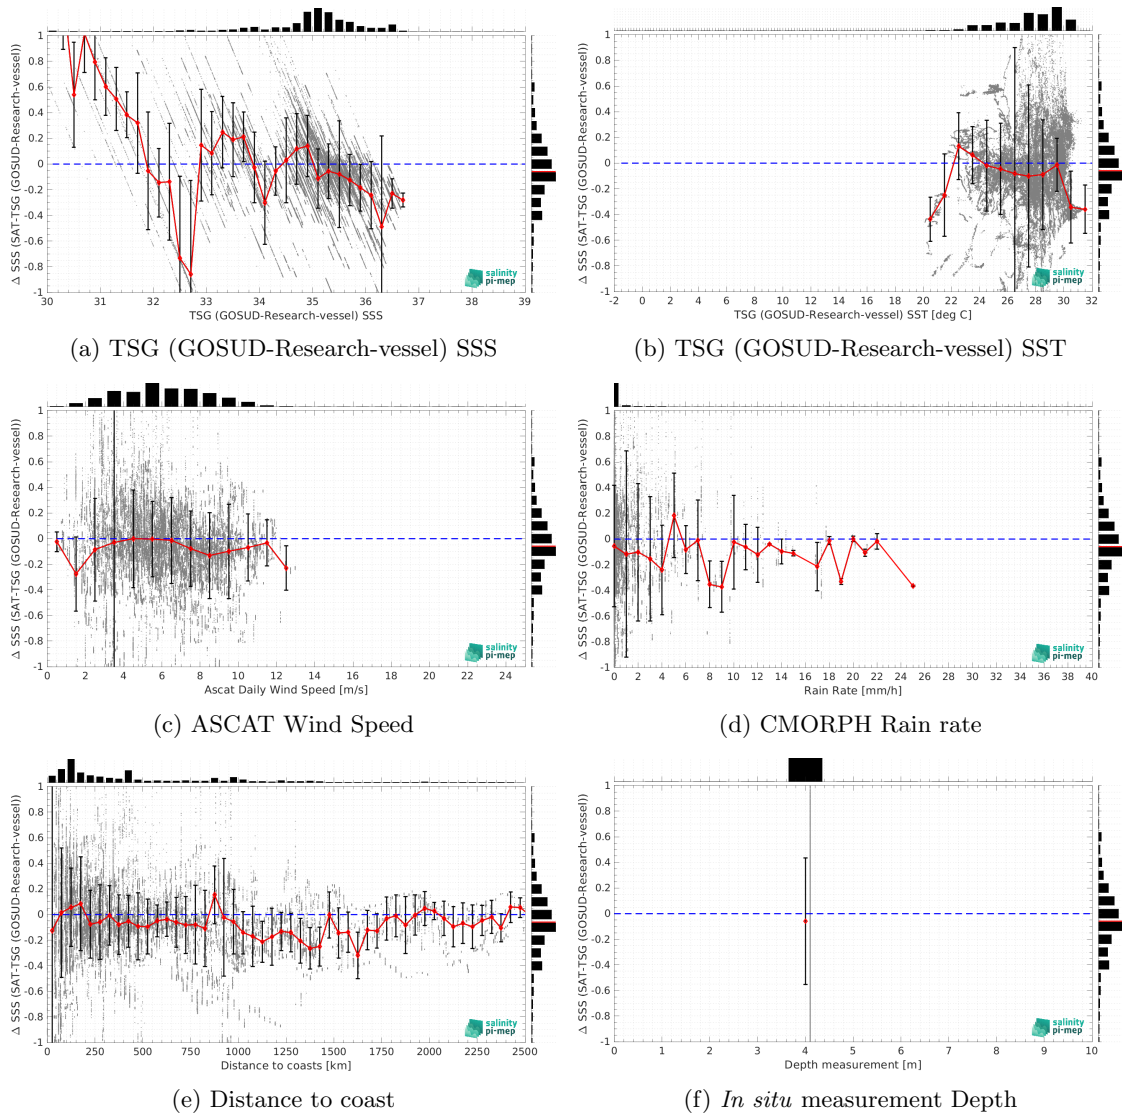 Δ SSS (SAT-TSG (GOSUD-Research-vessel))
1
0.8
0.6
0.4
0.2
0
-0.2
-0.4
-0.6
-0.8
-1
salinity
pi-mep
30 31 32 33 34 35 36 37 38 39
TSG (GOSUD-Research-vessel) SSS
(a) TSG (GOSUD-Research-vessel) SSS
Δ SSS (SAT-TSG (GOSUD-Research-vessel))
1
0.8
0.6
0.4
0.2
0
-0.2
-0.4
-0.6
-0.8
-1
salinity
pi-mep
-2 0 2 4 6 8 10 12 14 16 18 20 22 24 26 28 30 32
TSG (GOSUD-Research-vessel) SST [deg C]
(b) TSG (GOSUD-Research-vessel) SST
Δ SSS (SAT-TSG (GOSUD-Research-vessel))
1
0.8
0.6
0.4
0.2
0
-0.2
-0.4
-0.6
-0.8
-1
salinity
pi-mep
0 2 4 6 8 10 12 14 16 18 20 22 24
Ascat Daily Wind Speed [m/s]
(c) ASCAT Wind Speed
Δ SSS (SAT-TSG (GOSUD-Research-vessel))
1
0.8
0.6
0.4
0.2
0
-0.2
-0.4
-0.6
-0.8
-1
salinity
pi-mep
0 2 4 6 8 10 12 14 16 18 20 22 24 26 28 30 32 34 36 38 40
Rain Rate [mm/h]
(d) CMORPH Rain rate
Δ SSS (SAT-TSG (GOSUD-Research-vessel))
1
0.8
0.6
0.4
0.2
0
-0.2
-0.4
-0.6
-0.8
-1
salinity
pi-mep
0 250 500 750 1000 1250 1500 1750 2000 2250 2500
Distance to coasts [km]
(e) Distance to coast
Δ SSS (SAT-TSG (GOSUD-Research-vessel))
1
0.8
0.6
0.4
0.2
0
-0.2
-0.4
-0.6
-0.8
-1
salinity
pi-mep
0 1 2 3 4 5 6 7 8 9 10
Depth measurement [m]
(f) In situ measurement Depth